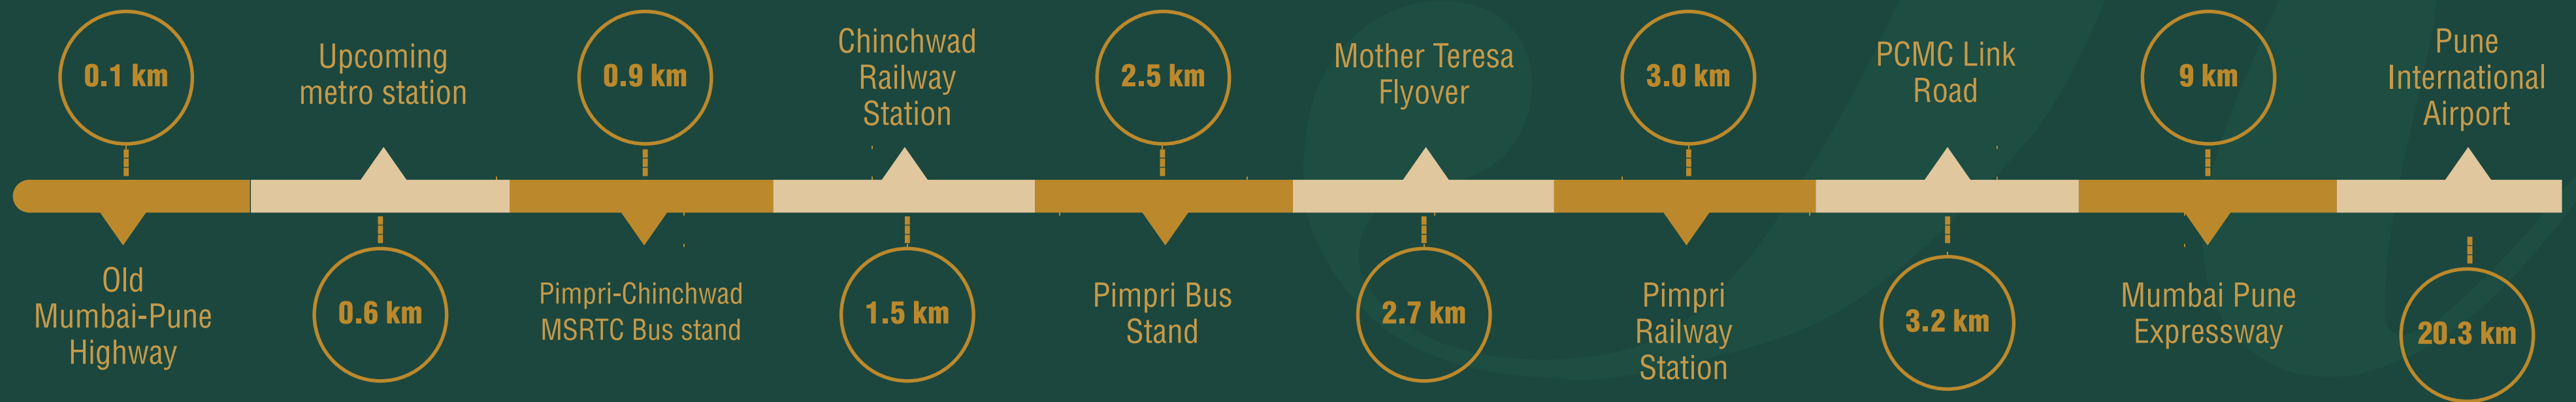 0.1 km
Old
Mumbai-Pune
Highway
Upcoming
metro station
0.6 km
0.9 km
Pimpri-Chinchwad
MSRTC Bus stand
Chinchwad
Railway
Station
1.5 km
2.5 km
Pimpri Bus
Stand
Mother Teresa
Flyover
2.7 km
3.0 km
Pimpri
Railway
Station
PCMC Link
Road
3.2 km
9 km
Mumbai Pune
Expressway
Pune
International
Airport
20.3 km